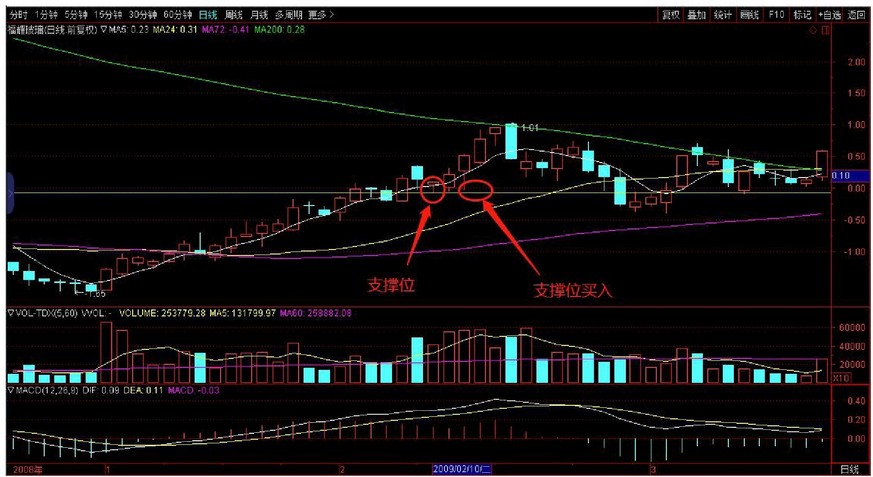 分时 1分钟 5分钟 15分钟 30分钟 60分钟 日线 周线 月线 多周期 更多> 复权 叠加 统计 画线 F10 标记 +自选 返回
福耀玻璃(日线.前复权) ▽MA5: 0.23 MA24: 0.31 MA72: -0.41 MA200: 0.28
2.00
1.50
1.00
←1.01
0.50
0.10
0.00
-0.50
-1.00
支撑位
支撑位买入
←-1.65
▽VOL-TDX(5,60) VVOL: - VOLUME: 253779.28 MA5: 131799.97 MA60: 258882.08
60000
40000
20000
X10
▽MACD(12,26,9) DIF: 0.09 DEA: 0.11 MACD: -0.03
0.40
0.20
0.00
2008年 1 2 2009/02/10/二 3 日线